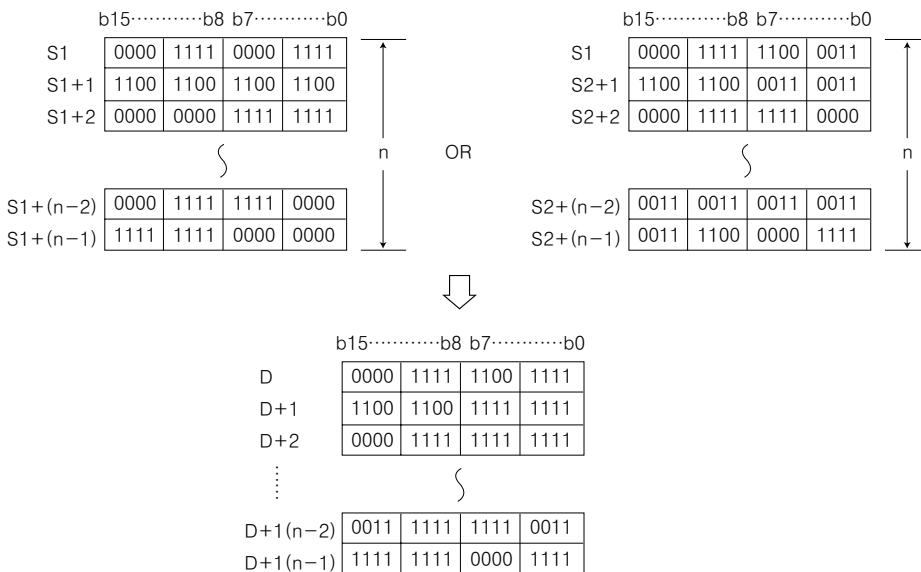 b15············b8 b7············b0
S1 0000 1111 0000 1111
S1+1 1100 1100 1100 1100
S1+2 0000 0000 1111 1111
S1+(n−2) 0000 1111 1111 0000
S1+(n−1) 1111 1111 0000 0000
n
OR
b15············b8 b7············b0
S1 0000 1111 1100 0011
S2+1 1100 1100 0011 0011
S2+2 0000 1111 1111 0000
S2+(n−2) 0011 0011 0011 0011
S2+(n−1) 0011 1100 0000 1111
n
b15············b8 b7············b0
D 0000 1111 1100 1111
D+1 1100 1100 1111 1111
D+2 0000 1111 1111 1111
D+1(n−2) 0011 1111 1111 0011
D+1(n−1) 1111 1111 0000 1111